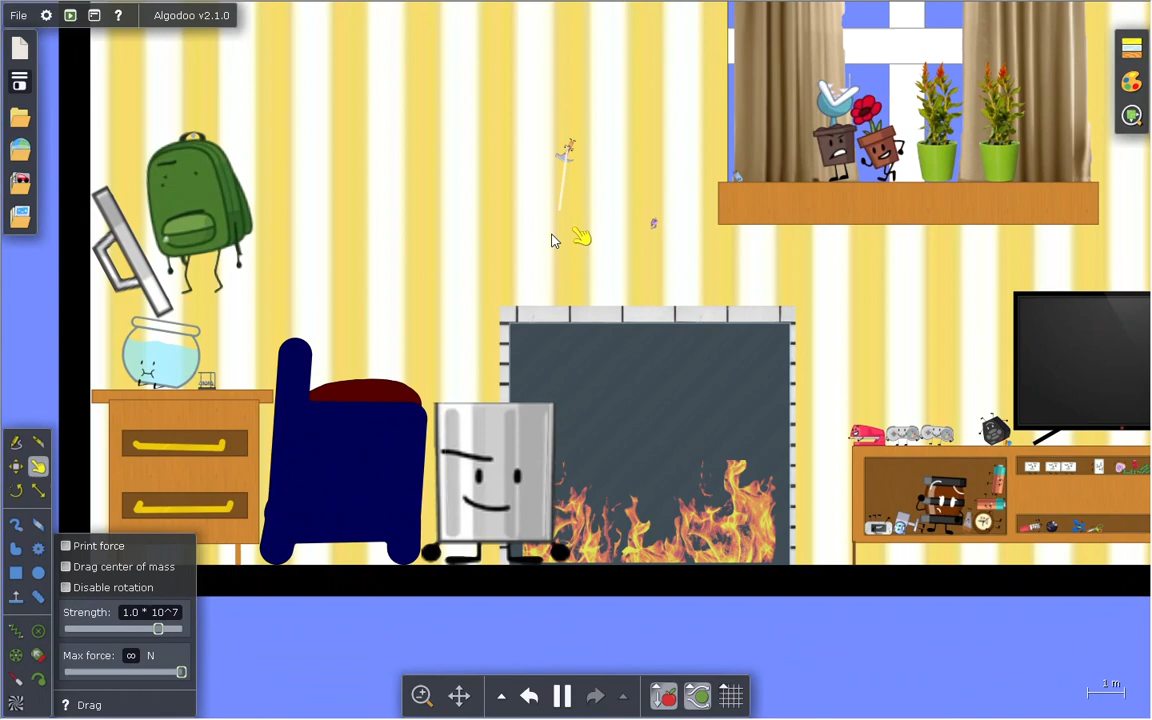 File ? Algodoo v2.1.0
Print force
Drag center of mass
Disable rotation
Strength: 1.0 * 10^7
Max force: ∞ N
? Drag
1 m